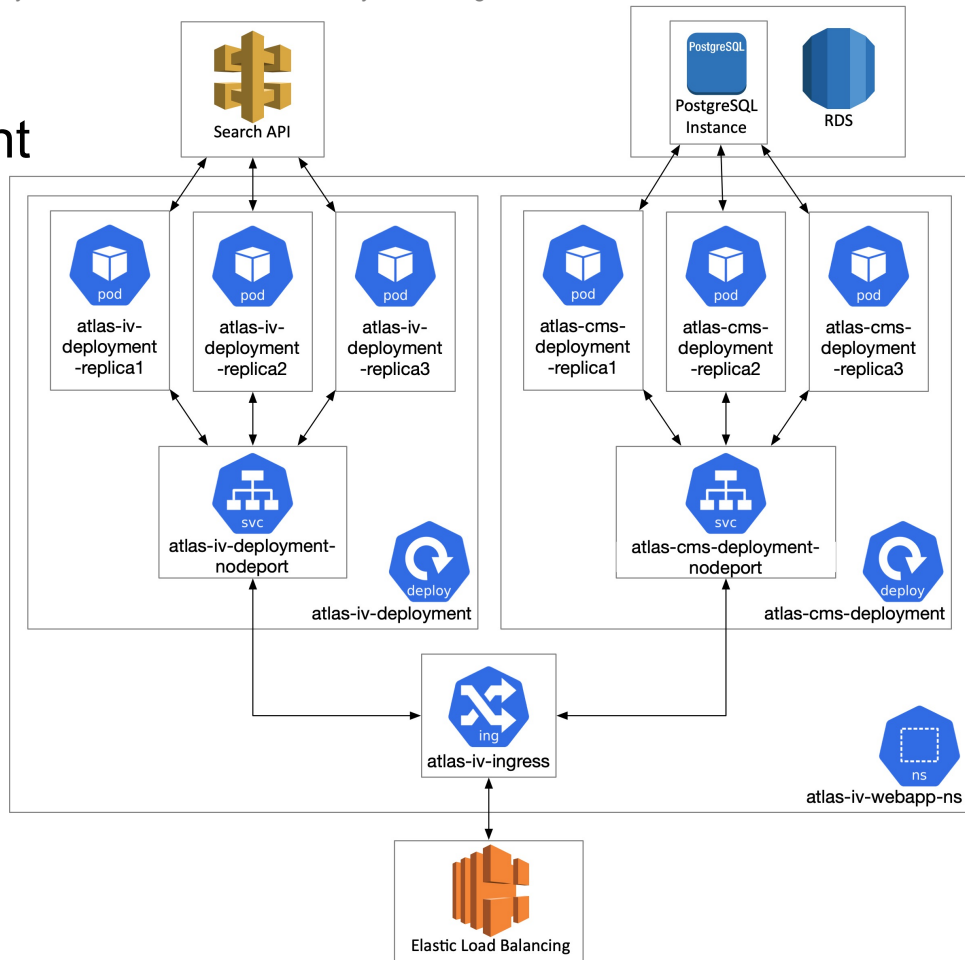 Search API
PostgreSQL
PostgreSQL
Instance
RDS
pod
atlas-iv-
deployment
-replica1
pod
atlas-iv-
deployment
-replica2
pod
atlas-iv-
deployment
-replica3
pod
atlas-cms-
deployment
-replica1
pod
atlas-cms-
deployment
-replica2
pod
atlas-cms-
deployment
-replica3
svc
atlas-iv-deployment-
nodeport
deploy
atlas-iv-deployment
svc
atlas-cms-deployment-
nodeport
deploy
atlas-cms-deployment
ing
atlas-iv-ingress
ns
atlas-iv-webapp-ns
Elastic Load Balancing